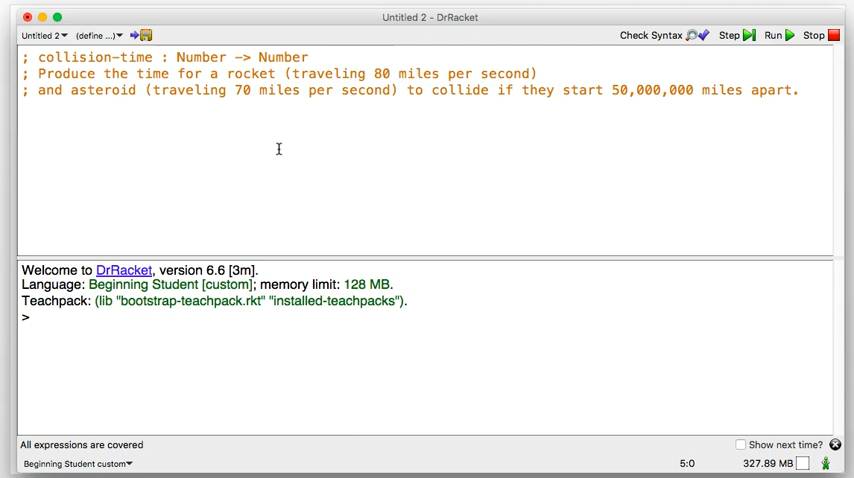 Untitled 2 - DrRacket
Untitled 2 (define ...) Check Syntax Step Run Stop
; collision-time : Number -> Number
; Produce the time for a rocket (traveling 80 miles per second)
; and asteroid (traveling 70 miles per second) to collide if they start 50,000,000 miles apart.
Welcome to DrRacket, version 6.6 [3m].
Language: Beginning Student [custom]; memory limit: 128 MB.
Teachpack: (lib "bootstrap-teachpack.rkt" "installed-teachpacks").
>
All expressions are covered Show next time?
Beginning Student custom 5:0 327.89 MB